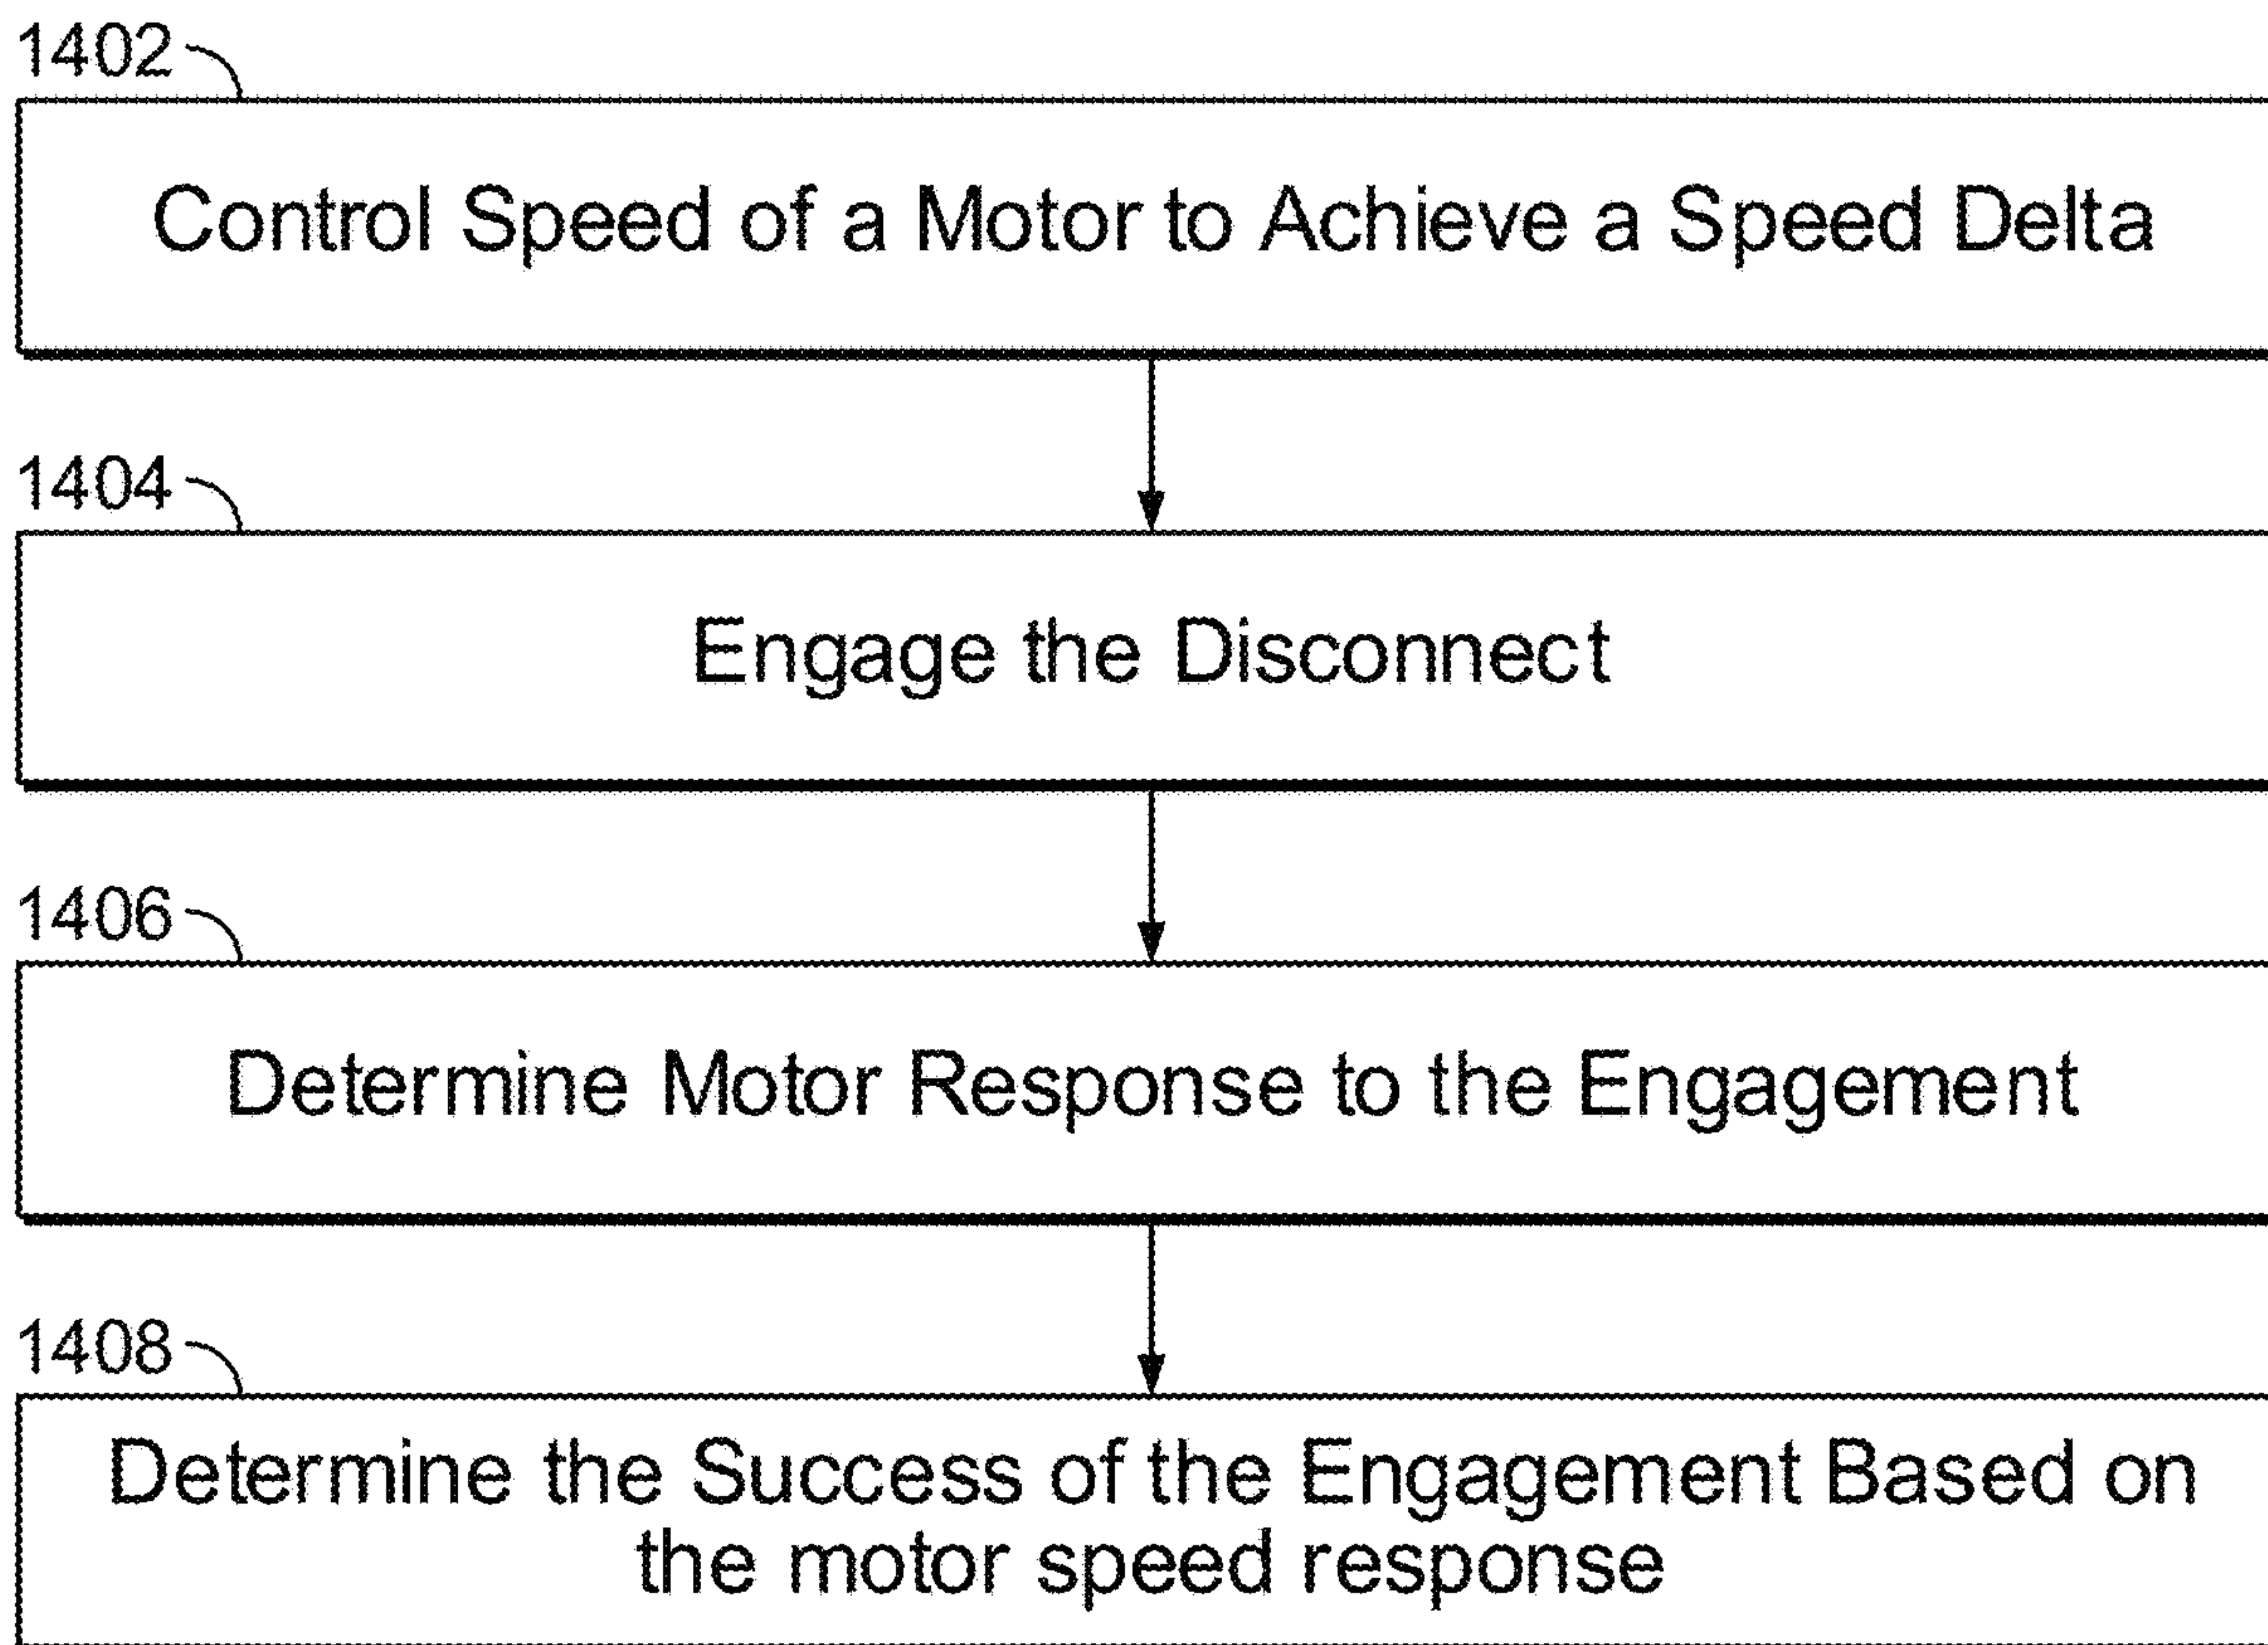 1402
Control Speed of a Motor to Achieve a Speed Delta
1404
Engage the Disconnect
1406
Determine Motor Response to the Engagement
1408
Determine the Success of the Engagement Based on
the motor speed response